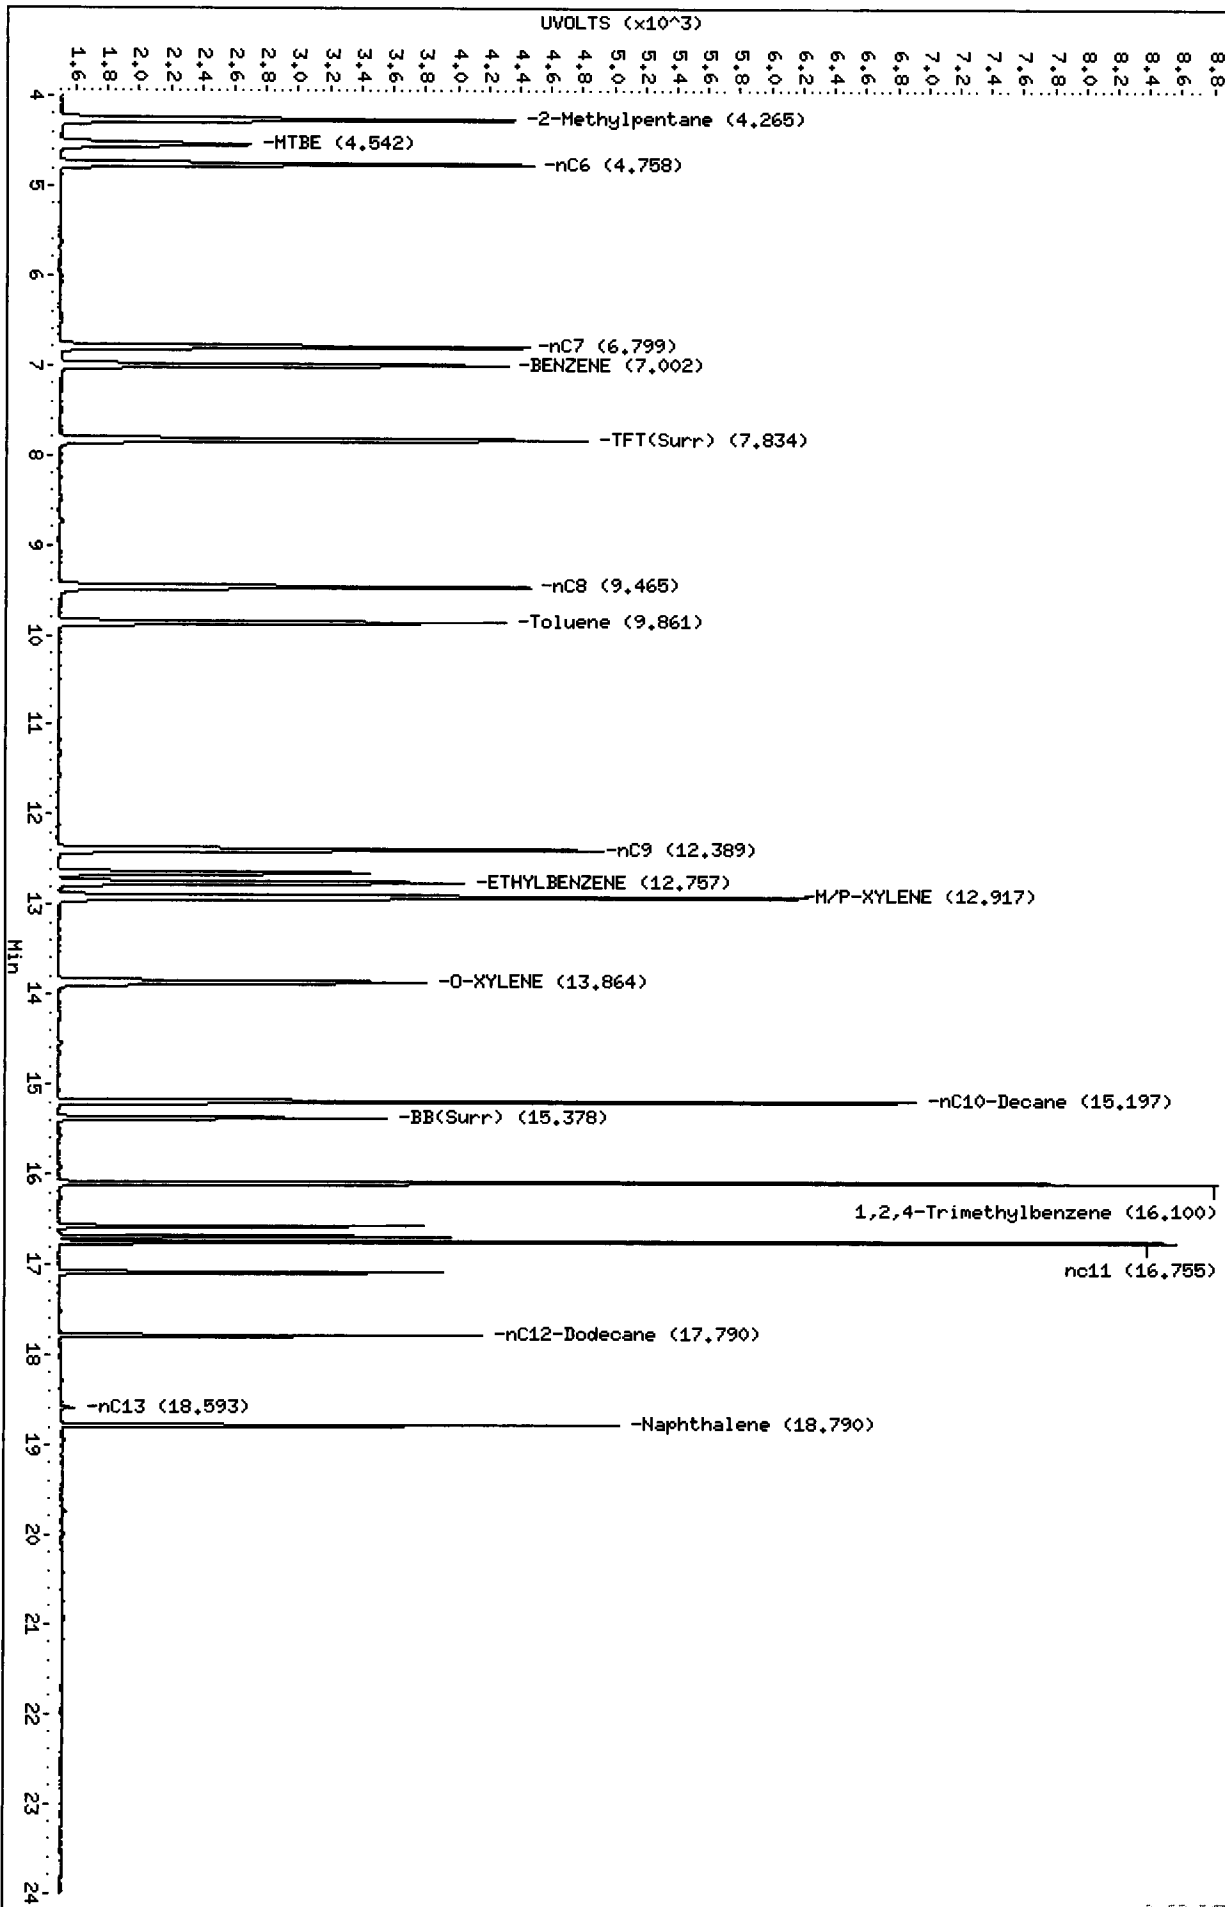 UVOLTS (x10^3)
1.6
1.8
2.0
2.2
2.4
2.6
2.8
3.0
3.2
3.4
3.6
3.8
4.0
4.2
4.4
4.6
4.8
5.0
5.2
5.4
5.6
5.8
6.0
6.2
6.4
6.6
6.8
7.0
7.2
7.4
7.6
7.8
8.0
8.2
8.4
8.6
8.8
4
-2-Methylpentane (4.265)
-MTBE (4.542)
-nC6 (4.758)
5
6
-nC7 (6.799)
7
-BENZENE (7.002)
-TFT(Surr) (7.834)
8
9
-nC8 (9.465)
-Toluene (9.861)
10
11
12
-nC9 (12.389)
-ETHYLBENZENE (12.757)
-M/P-XYLENE (12.917)
13
Min
-O-XYLENE (13.864)
14
15
-nC10-Decane (15.197)
-BB(Surr) (15.378)
16
1,2,4-Trimethylbenzene (16.100)
17
nc11 (16.755)
-nC12-Dodecane (17.790)
18
-nC13 (18.593)
-Naphthalene (18.790)
19
20
21
22
23
24